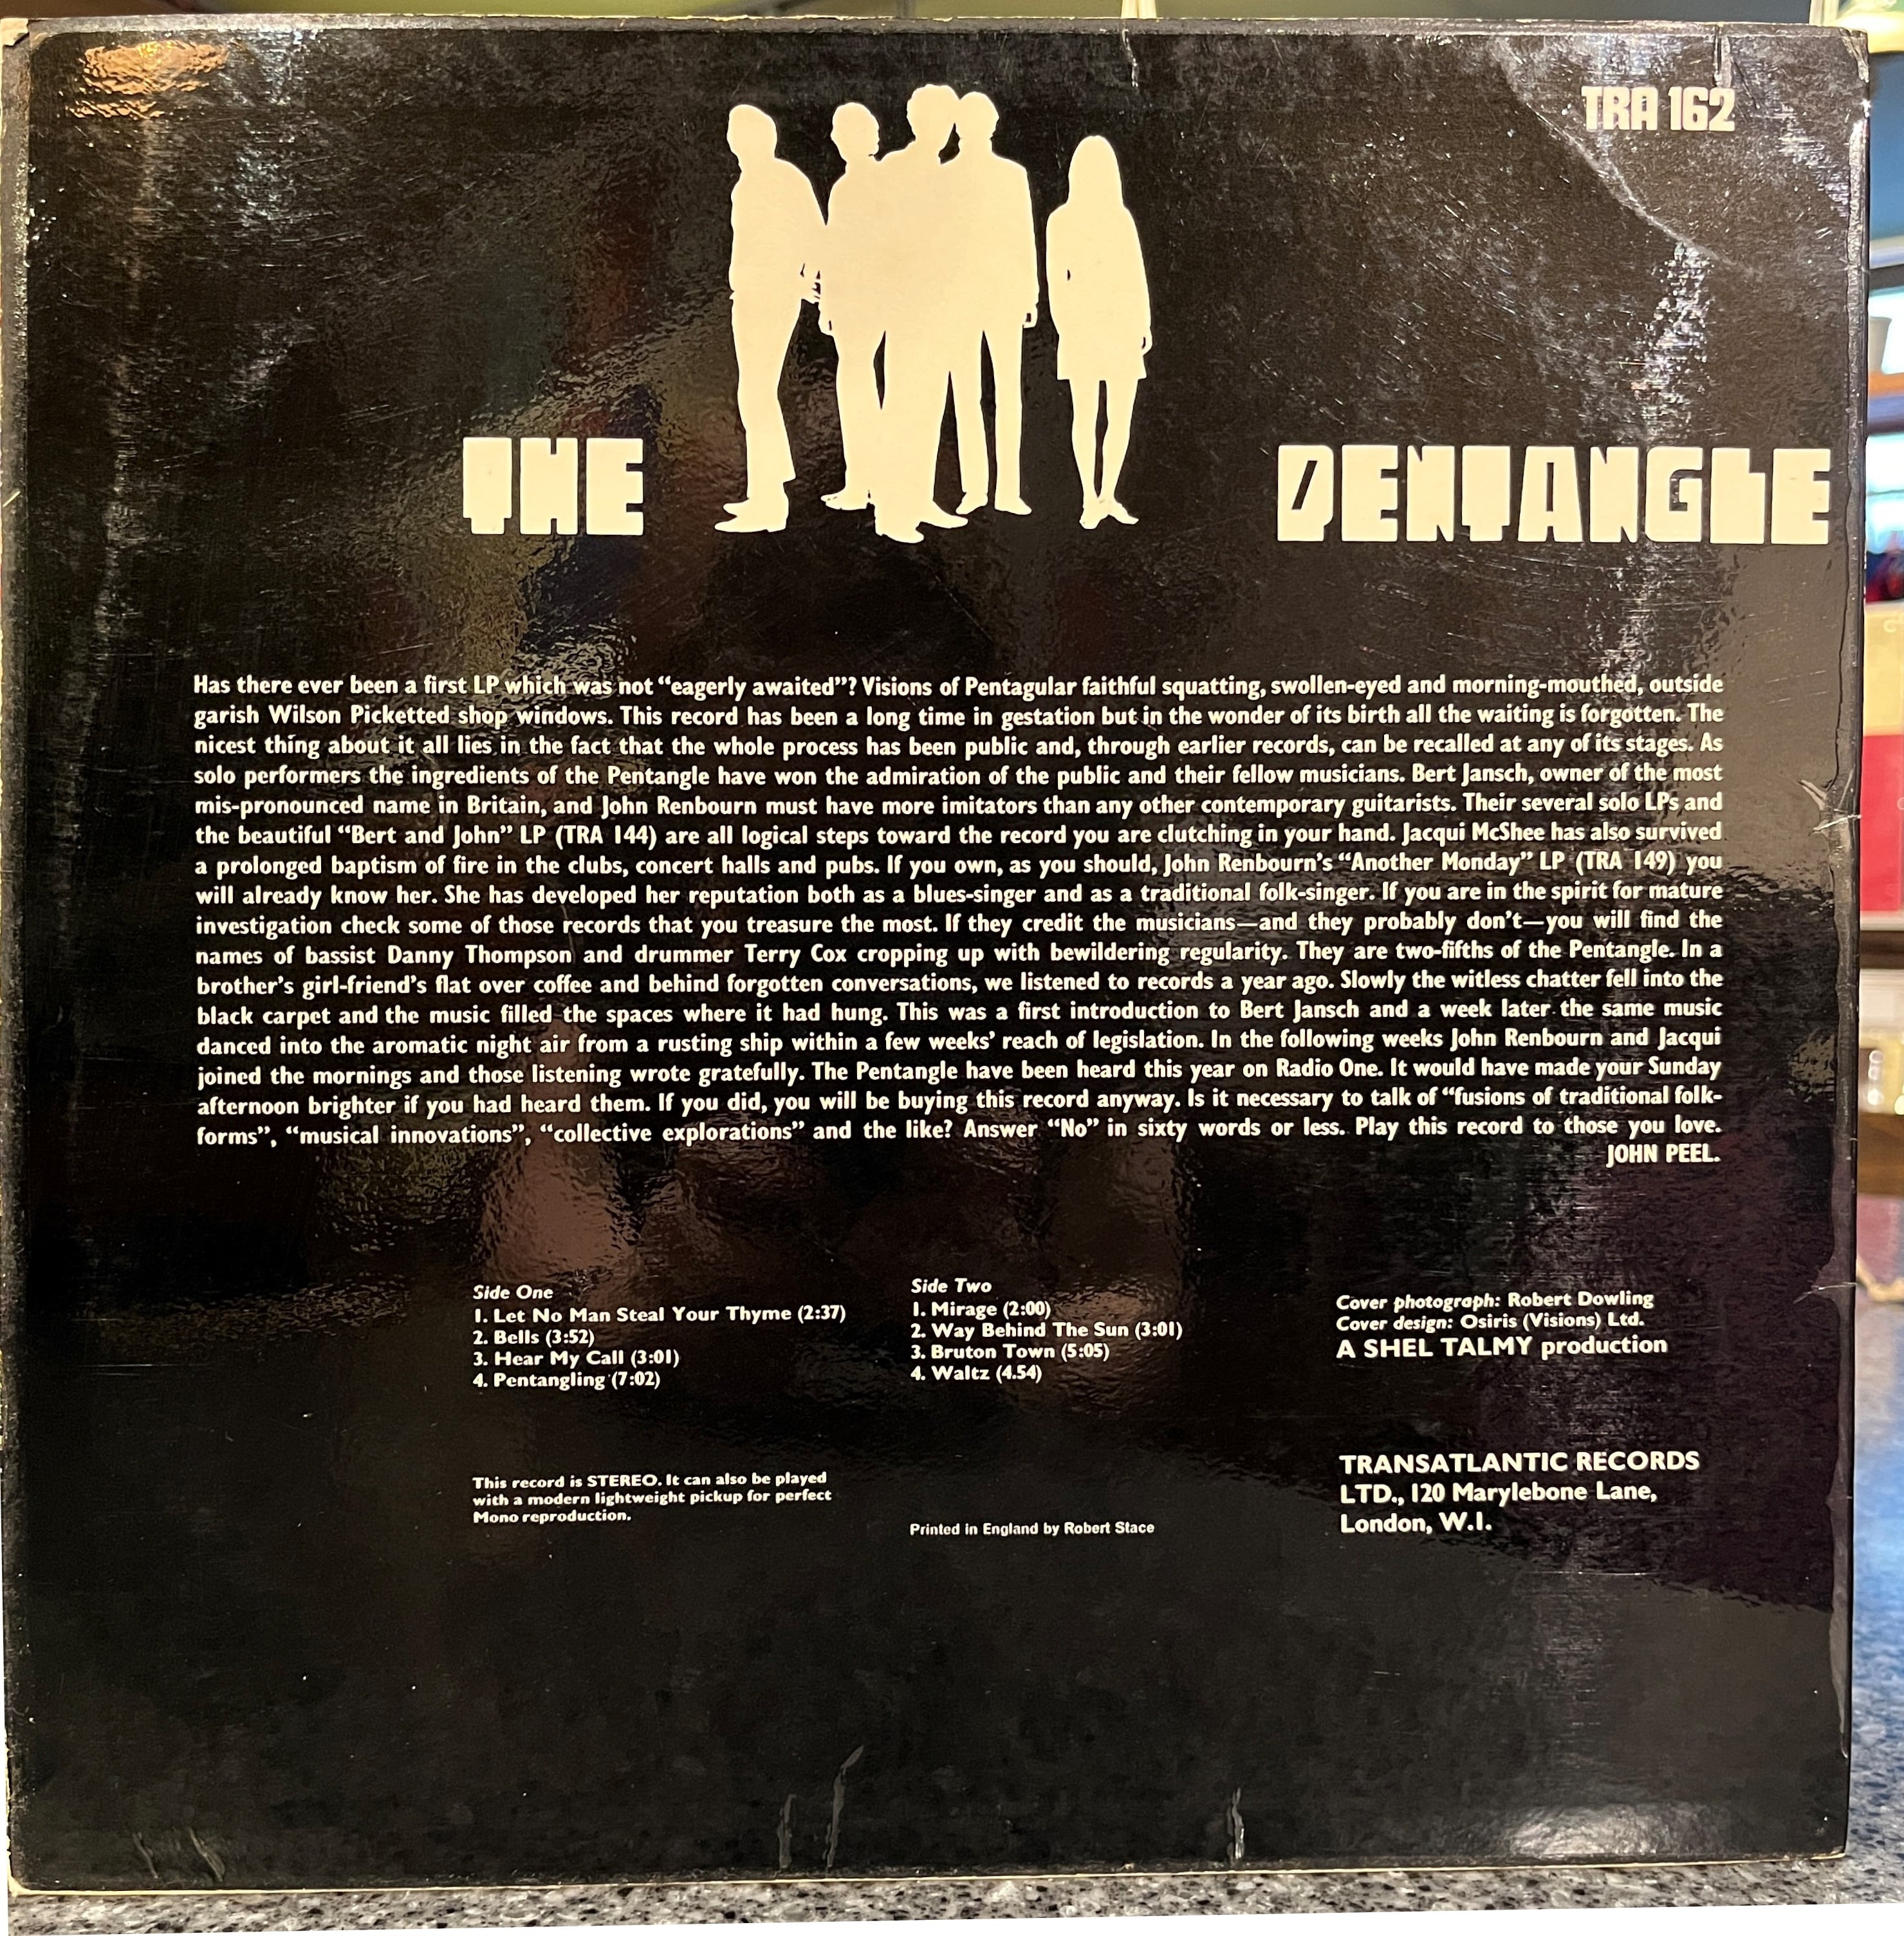 TRA 162
THE PENTANGLE
Has there ever been a first LP which was not “eagerly awaited”? Visions of Pentagular faithful squatting, swollen-eyed and morning-mouthed, outside
garish Wilson Picketted shop windows. This record has been a long time in gestation but in the wonder of its birth all the waiting is forgotten. The
nicest thing about it all lies in the fact that the whole process has been public and, through earlier records, can be recalled at any of its stages. As
solo performers the ingredients of the Pentangle have won the admiration of the public and their fellow musicians. Bert Jansch, owner of the most
mis-pronounced name in Britain, and John Renbourn must have more imitators than any other contemporary guitarists. Their several solo LPs and
the beautiful “Bert and John” LP (TRA 144) are all logical steps toward the record you are clutching in your hand. Jacqui McShee has also survived
a prolonged baptism of fire in the clubs, concert halls and pubs. If you own, as you should, John Renbourn’s “Another Monday” LP (TRA 149) you
will already know her. She has developed her reputation both as a blues-singer and as a traditional folk-singer. If you are in the spirit for mature
investigation check some of those records that you treasure the most. If they credit the musicians—and they probably don’t—you will find the
names of bassist Danny Thompson and drummer Terry Cox cropping up with bewildering regularity. They are two-fifths of the Pentangle. In a
brother’s girl-friend’s flat over coffee and behind forgotten conversations, we listened to records a year ago. Slowly the witless chatter fell into the
black carpet and the music filled the spaces where it had hung. This was a first introduction to Bert Jansch and a week later the same music
danced into the aromatic night air from a rusting ship within a few weeks’ reach of legislation. In the following weeks John Renbourn and Jacqui
joined the mornings and those listening wrote gratefully. The Pentangle have been heard this year on Radio One. It would have made your Sunday
afternoon brighter if you had heard them. If you did, you will be buying this record anyway. Is it necessary to talk of “fusions of traditional folk-
forms”, “musical innovations”, “collective explorations” and the like? Answer “No” in sixty words or less. Play this record to those you love.
JOHN PEEL.
Side One
1. Let No Man Steal Your Thyme (2:37)
2. Bells (3:52)
3. Hear My Call (3:01)
4. Pentangling (7:02)
Side Two
1. Mirage (2:00)
2. Way Behind The Sun (3:01)
3. Bruton Town (5:05)
4. Waltz (4.54)
Cover photograph: Robert Dowling
Cover design: Osiris (Visions) Ltd.
A SHEL TALMY production
This record is STEREO. It can also be played
with a modern lightweight pickup for perfect
Mono reproduction.
Printed in England by Robert Stace
TRANSATLANTIC RECORDS
LTD., 120 Marylebone Lane,
London, W.1.